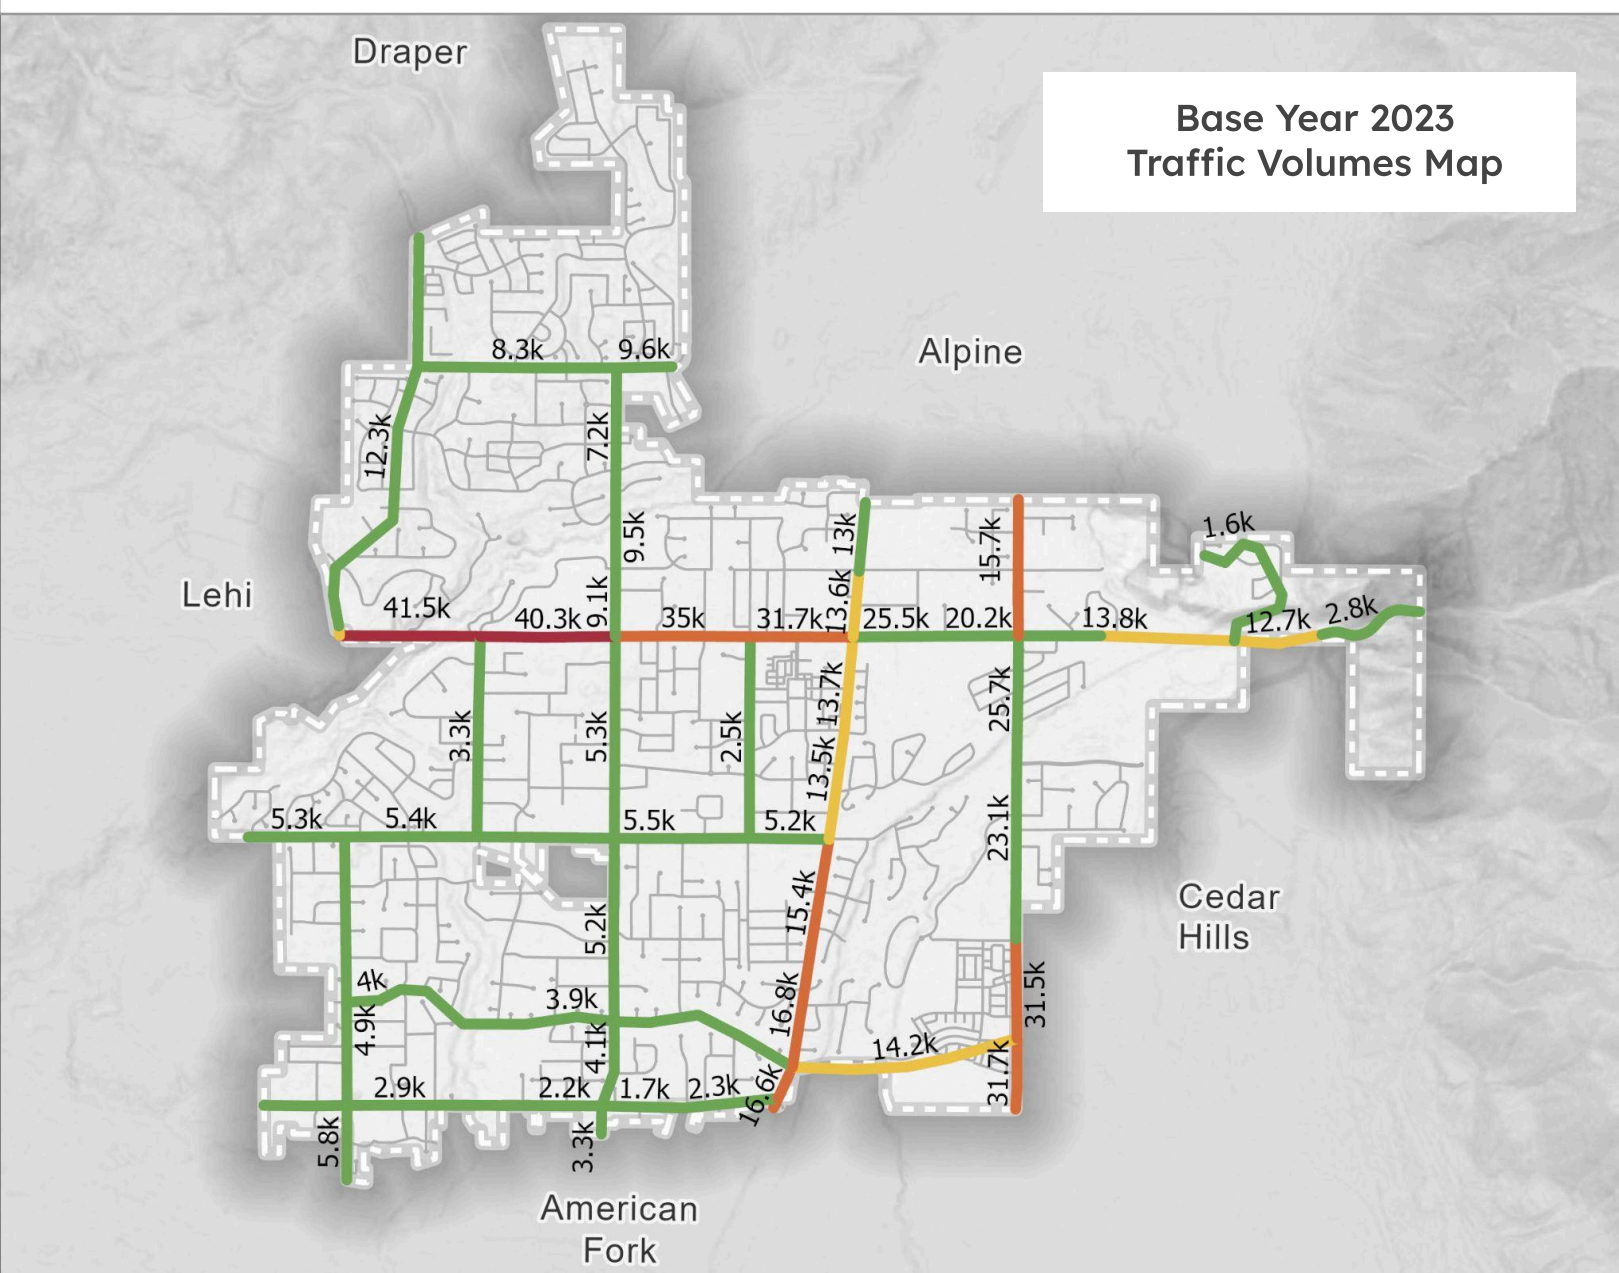 Draper
Base Year 2023
Traffic Volumes Map
8.3k
9.6k
Alpine
12.3k
7.2k
9.5k
13k
15.7k
1.6k
Lehi
41.5k
40.3k
9.1k
35k
31.7k
13.6k
25.5k
20.2k
13.8k
12.7k
2.8k
3.3k
5.3k
2.5k
13.7k
13.5k
25.7k
5.3k
5.4k
5.5k
5.2k
23.1k
5.2k
15.4k
Cedar
Hills
4k
4.9k
3.9k
4.1k
16.8k
14.2k
31.5k
31.7k
2.9k
2.2k
1.7k
2.3k
16.6k
5.8k
3.3k
American
Fork